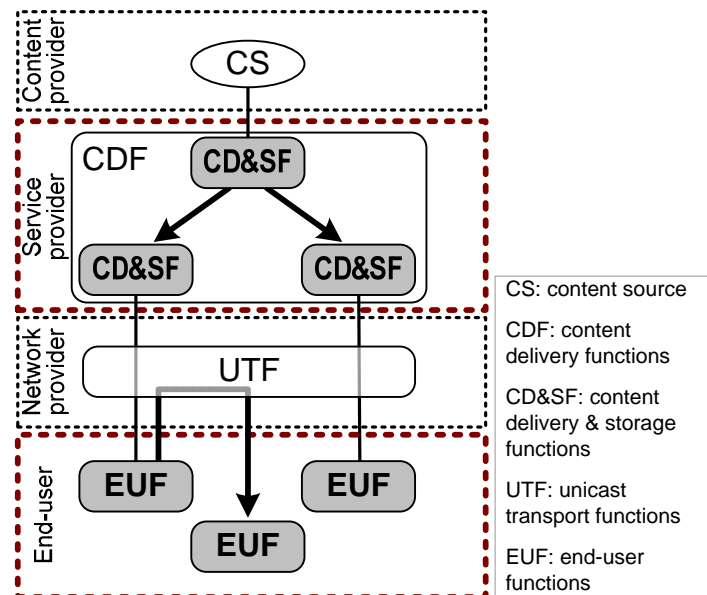 Content
provider
CS
Service
provider
CDF
CD&SF
CD&SF
CD&SF
Network
provider
UTF
End-user
EUF
EUF
EUF
CS: content source
CDF: content
delivery functions
CD&SF: content
delivery & storage
functions
UTF: unicast
transport functions
EUF: end-user
functions